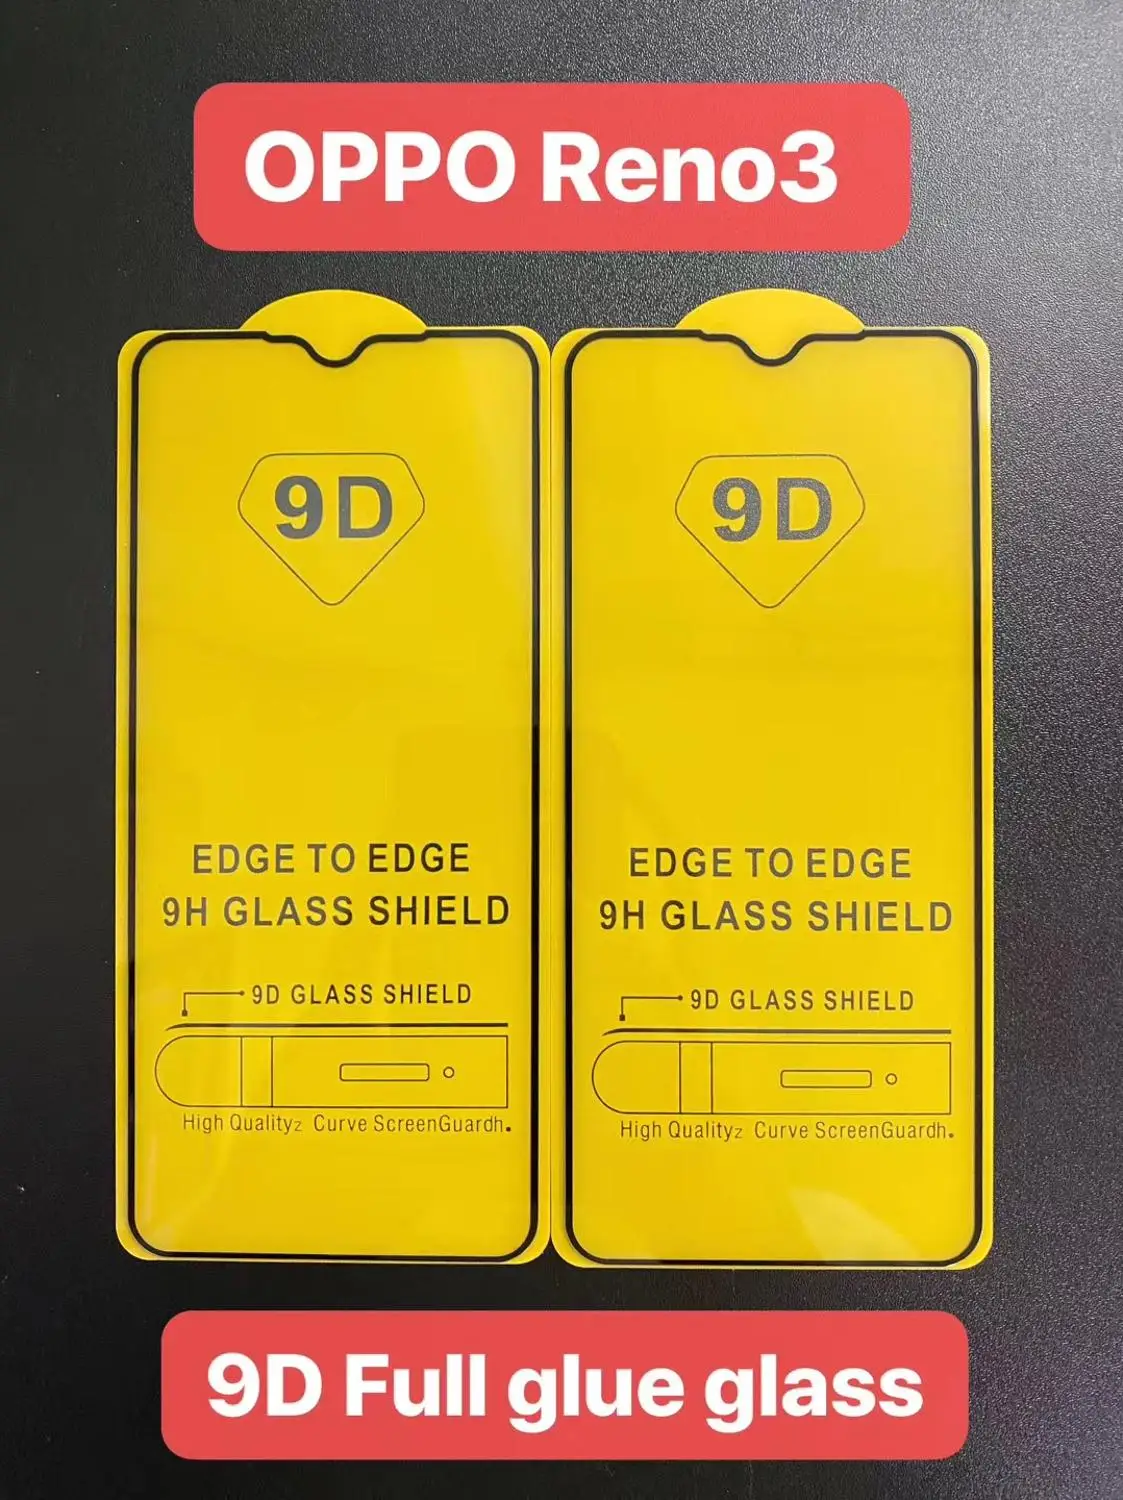 OPPO Reno3
9D
9D
EDGE TO EDGE
9H GLASS SHIELD
9D GLASS SHIELD
High Qualityz Curve ScreenGuardh.
EDGE TO EDGE
9H GLASS SHIELD
9D GLASS SHIELD
High Qualityz Curve ScreenGuardh.
9D Full glue glass